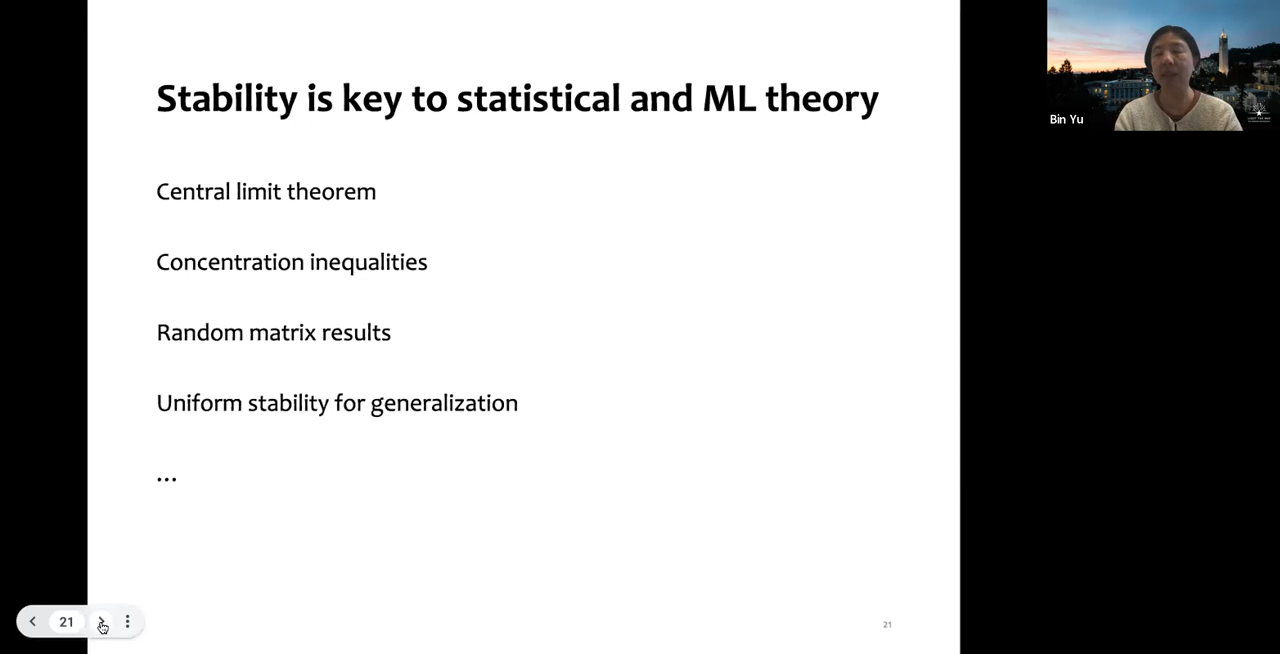 Stability is key to statistical and ML theory
Bin Yu
Central limit theorem
Concentration inequalities
Random matrix results
Uniform stability for generalization
...
21
21